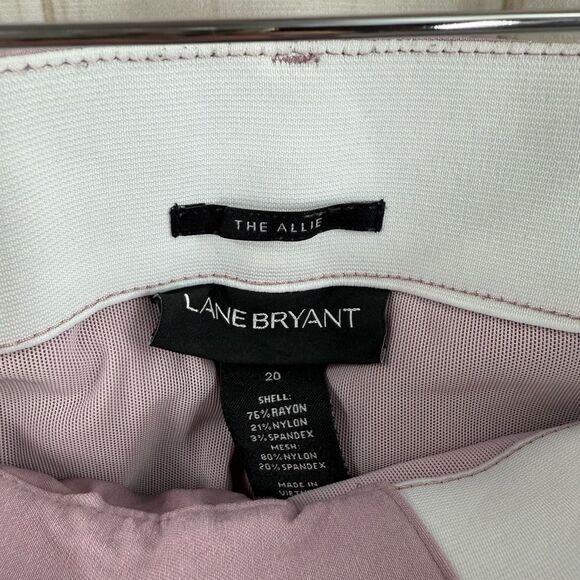 THE ALLIE
LANE BRYANT
20
SHELL:
76% RAYON
21% NYLON
3% SPANDEX
MESH:
80% NYLON
20% SPANDEX
MADE IN